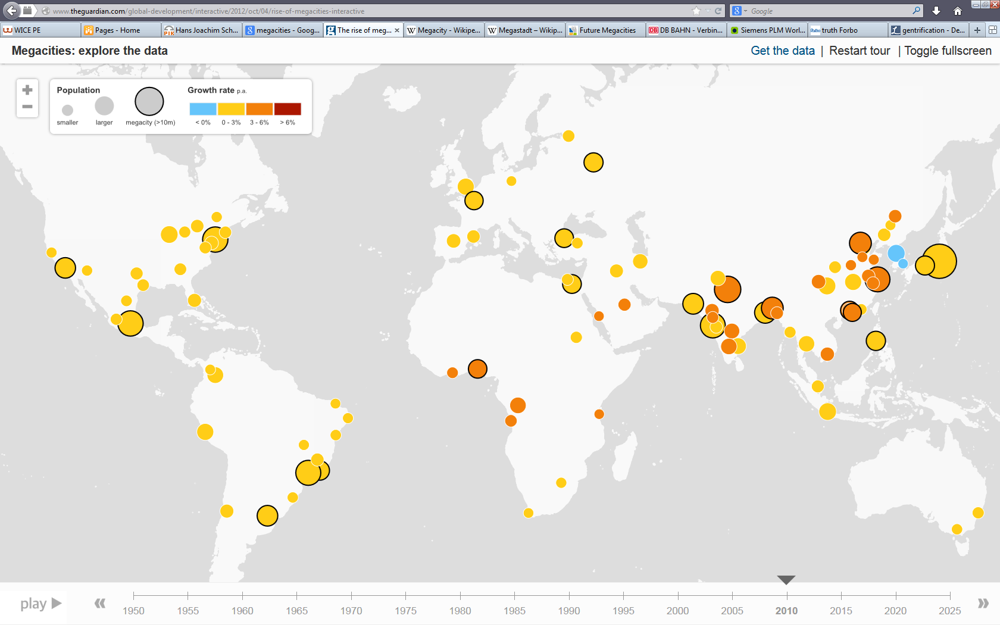 www.theguardian.com/global-development/interactive/2012/oct/04/rise-of-megacities-interactive
Google
WICE PE
Pages - Home
Hans Joachim Sch...
megacities - Goog...
The rise of meg...
Megacity - Wikipe...
Megastadt – Wikip...
Future Megacities
DB BAHN - Verbin...
Siemens PLM Worl...
truth Forbo
gentrification - De...
Megacities: explore the data
Get the data | Restart tour | Toggle fullscreen
Population
Growth rate p.a.
smaller
larger
megacity (>10m)
< 0%
0 - 3%
3 - 6%
> 6%
play
1950
1955
1960
1965
1970
1975
1980
1985
1990
1995
2000
2005
2010
2015
2020
2025